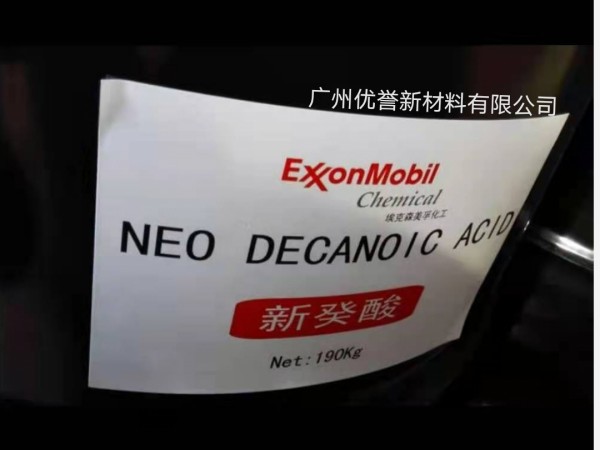 广州优誉新材料有限公司
ExxonMobil
Chemical
埃克森美孚化工
NEO DECANOIC ACID
新癸酸
Net:190Kg